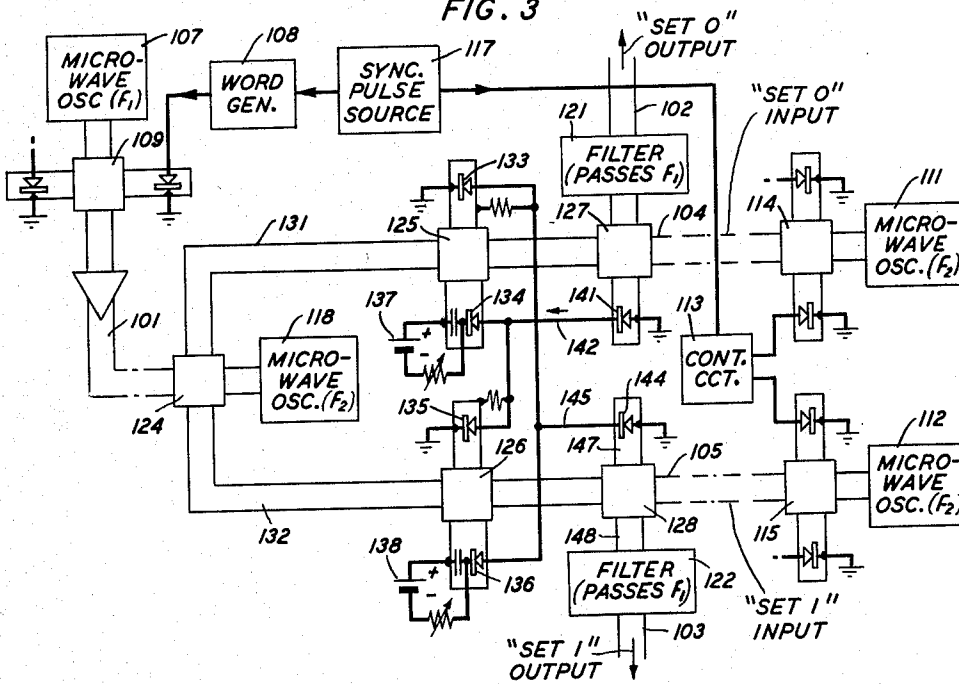 FIG. 3
107
MICRO-
WAVE
OSC (F1)
108
WORD
GEN.
117
SYNC.
PULSE
SOURCE
"SET 0"
OUTPUT
102
121
FILTER
(PASSES F1)
"SET 0"
INPUT
109
133
125
127
104
114
111
MICRO-
WAVE
OSC. (F2)
131
137
+
-
134
141
142
113
CONT.
CCT.
101
118
MICRO-
WAVE
OSC. (F2)
124
135
126
145
144
147
105
112
MICRO-
WAVE
OSC. (F2)
132
128
115
138
+
-
136
148
FILTER
(PASSES F1)
122
"SET 1"
INPUT
103
"SET 1"
OUTPUT